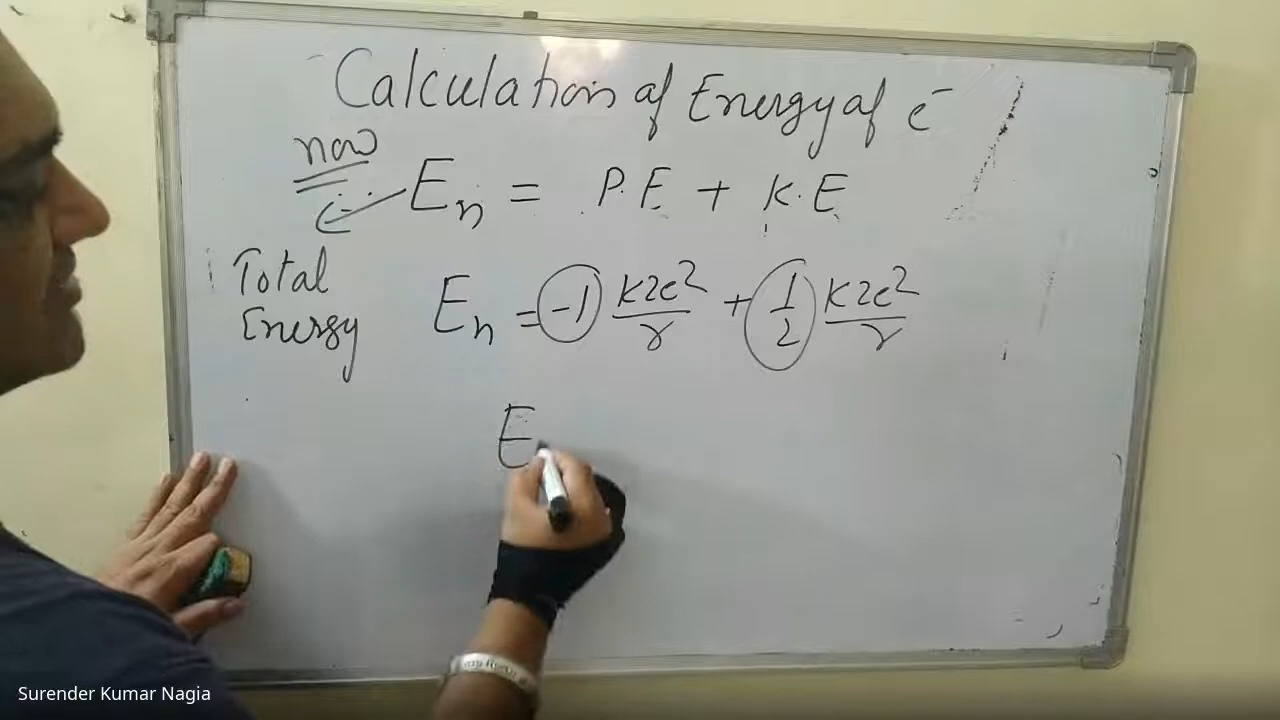 Calculation of Energy of e⁻
now
e⁻ En = P.E + K.E
Total Energy En = -1 kze²/r + 1/2 kze²/r
E
Surender Kumar Nagia